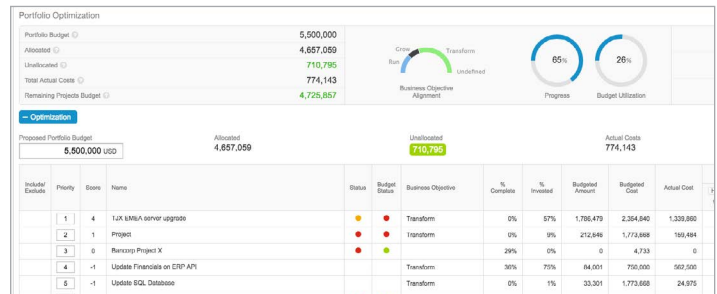 Portfolio Optimization
Portfolio Budget 5,500,000
Allocated 4,657,059
Unallocated 710,795
Total Actual Costs 774,143
Remaining Projects Budget 4,725,857
Run Grow Transform Undefined
Business Objective Alignment
65%
Progress
26%
Budget Utilization
− Optimization
Proposed Portfolio Budget Allocated Unallocated Actual Costs
5,500,000 USD 4,657,059 710,795 774,143
Include/Exclude Priority Score Name Status Budget Status Business Objective % Complete % Invested Budgeted Amount Budgeted Cost Actual Cost
1 4 TJX EMEA server upgrade Transform 0% 57% 1,786,479 2,354,840 1,339,860
2 1 Project Transform 0% 9% 212,646 1,773,668 159,484
3 0 Bancorp Project X 29% 0% 0 4,733 0
4 -1 Update Financials on ERP API Transform 36% 75% 84,001 750,000 562,500
5 -1 Update SQL Database Transform 0% 1% 33,301 1,773,668 24,975